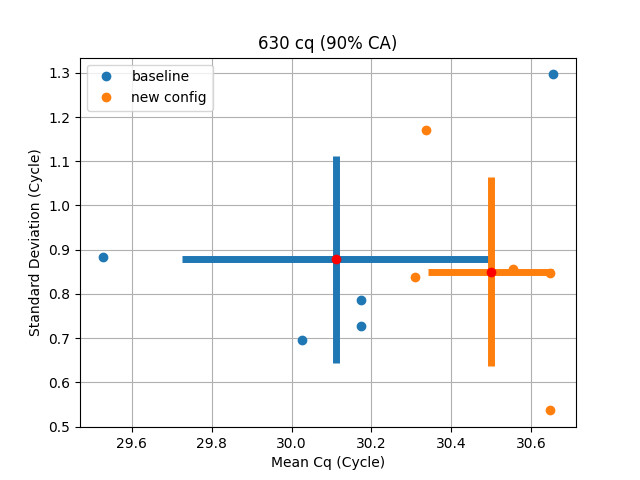 630 cq (90% CA)
baseline
new config
Standard Deviation (Cycle)
1.3
1.2
1.1
1.0
0.9
0.8
0.7
0.6
0.5
29.6 29.8 30.0 30.2 30.4 30.6
Mean Cq (Cycle)